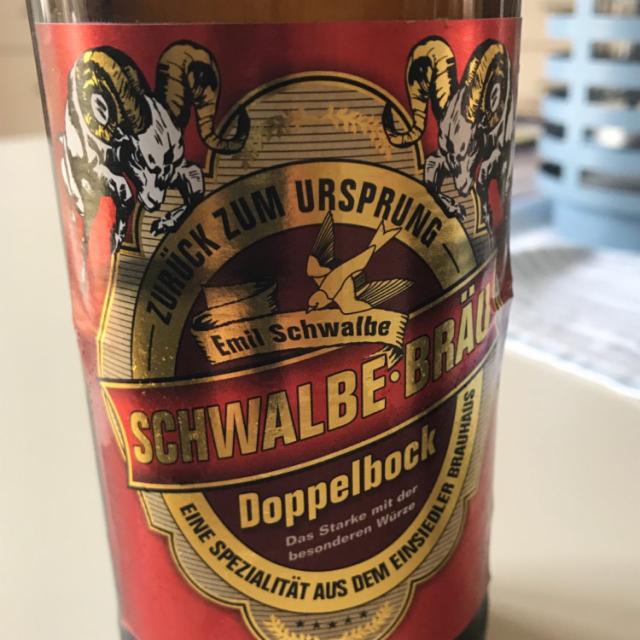 ZURÜCK ZUM URSPRUNG
Emil Schwalbe
SCHWALBE·BRÄU
Doppelbock
Das Starke mit der
besonderen Würze
EINE SPEZIALITÄT AUS DEM EINSIEDLER BRAUHAUS